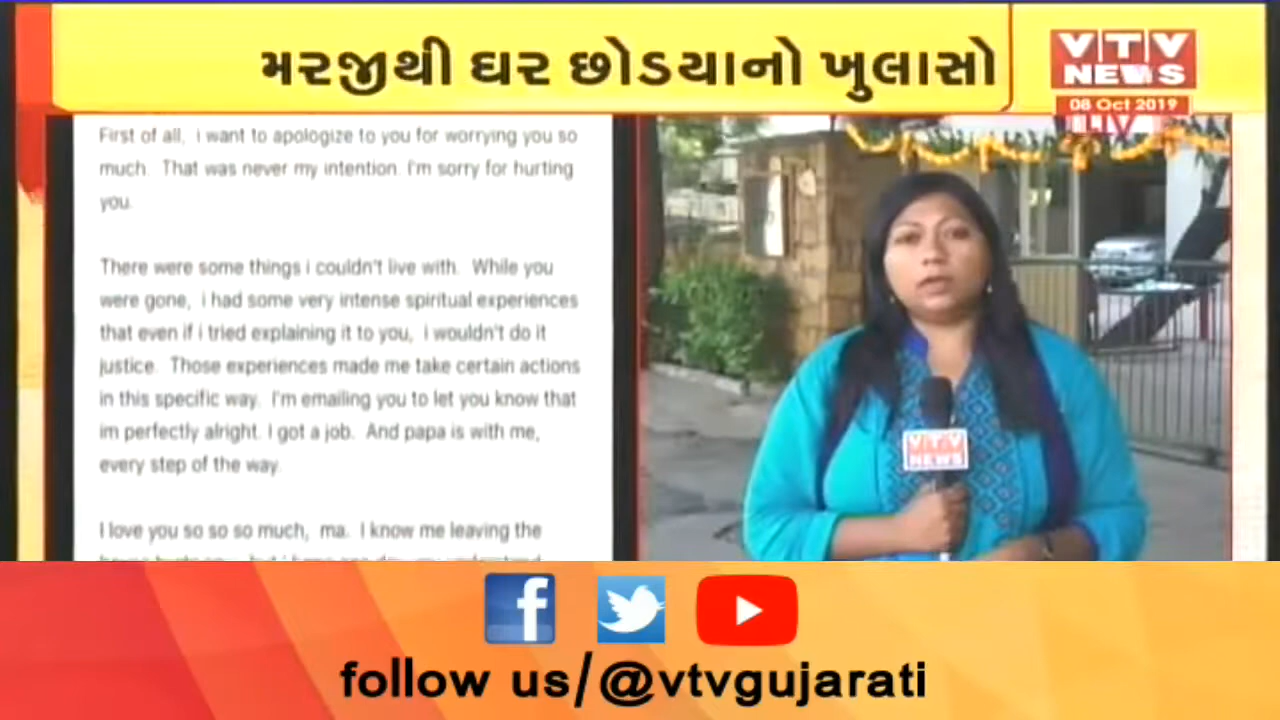 મરજીથી ઘર છોડયાનો ખુલાસો
VTV
NEWS
08 Oct 2019
LIV
First of all, i want to apologize to you for worrying you so
much. That was never my intention. I'm sorry for hurting
you.
There were some things i couldn't live with. While you
were gone, i had some very intense spiritual experiences
that even if i tried explaining it to you, i wouldn't do it
justice. Those experiences made me take certain actions
in this specific way. I'm emailing you to let you know that
im perfectly alright. I got a job. And papa is with me,
every step of the way.
I love you so so so much, ma. I know me leaving the
VTV
NEWS
follow us/@vtvgujarati